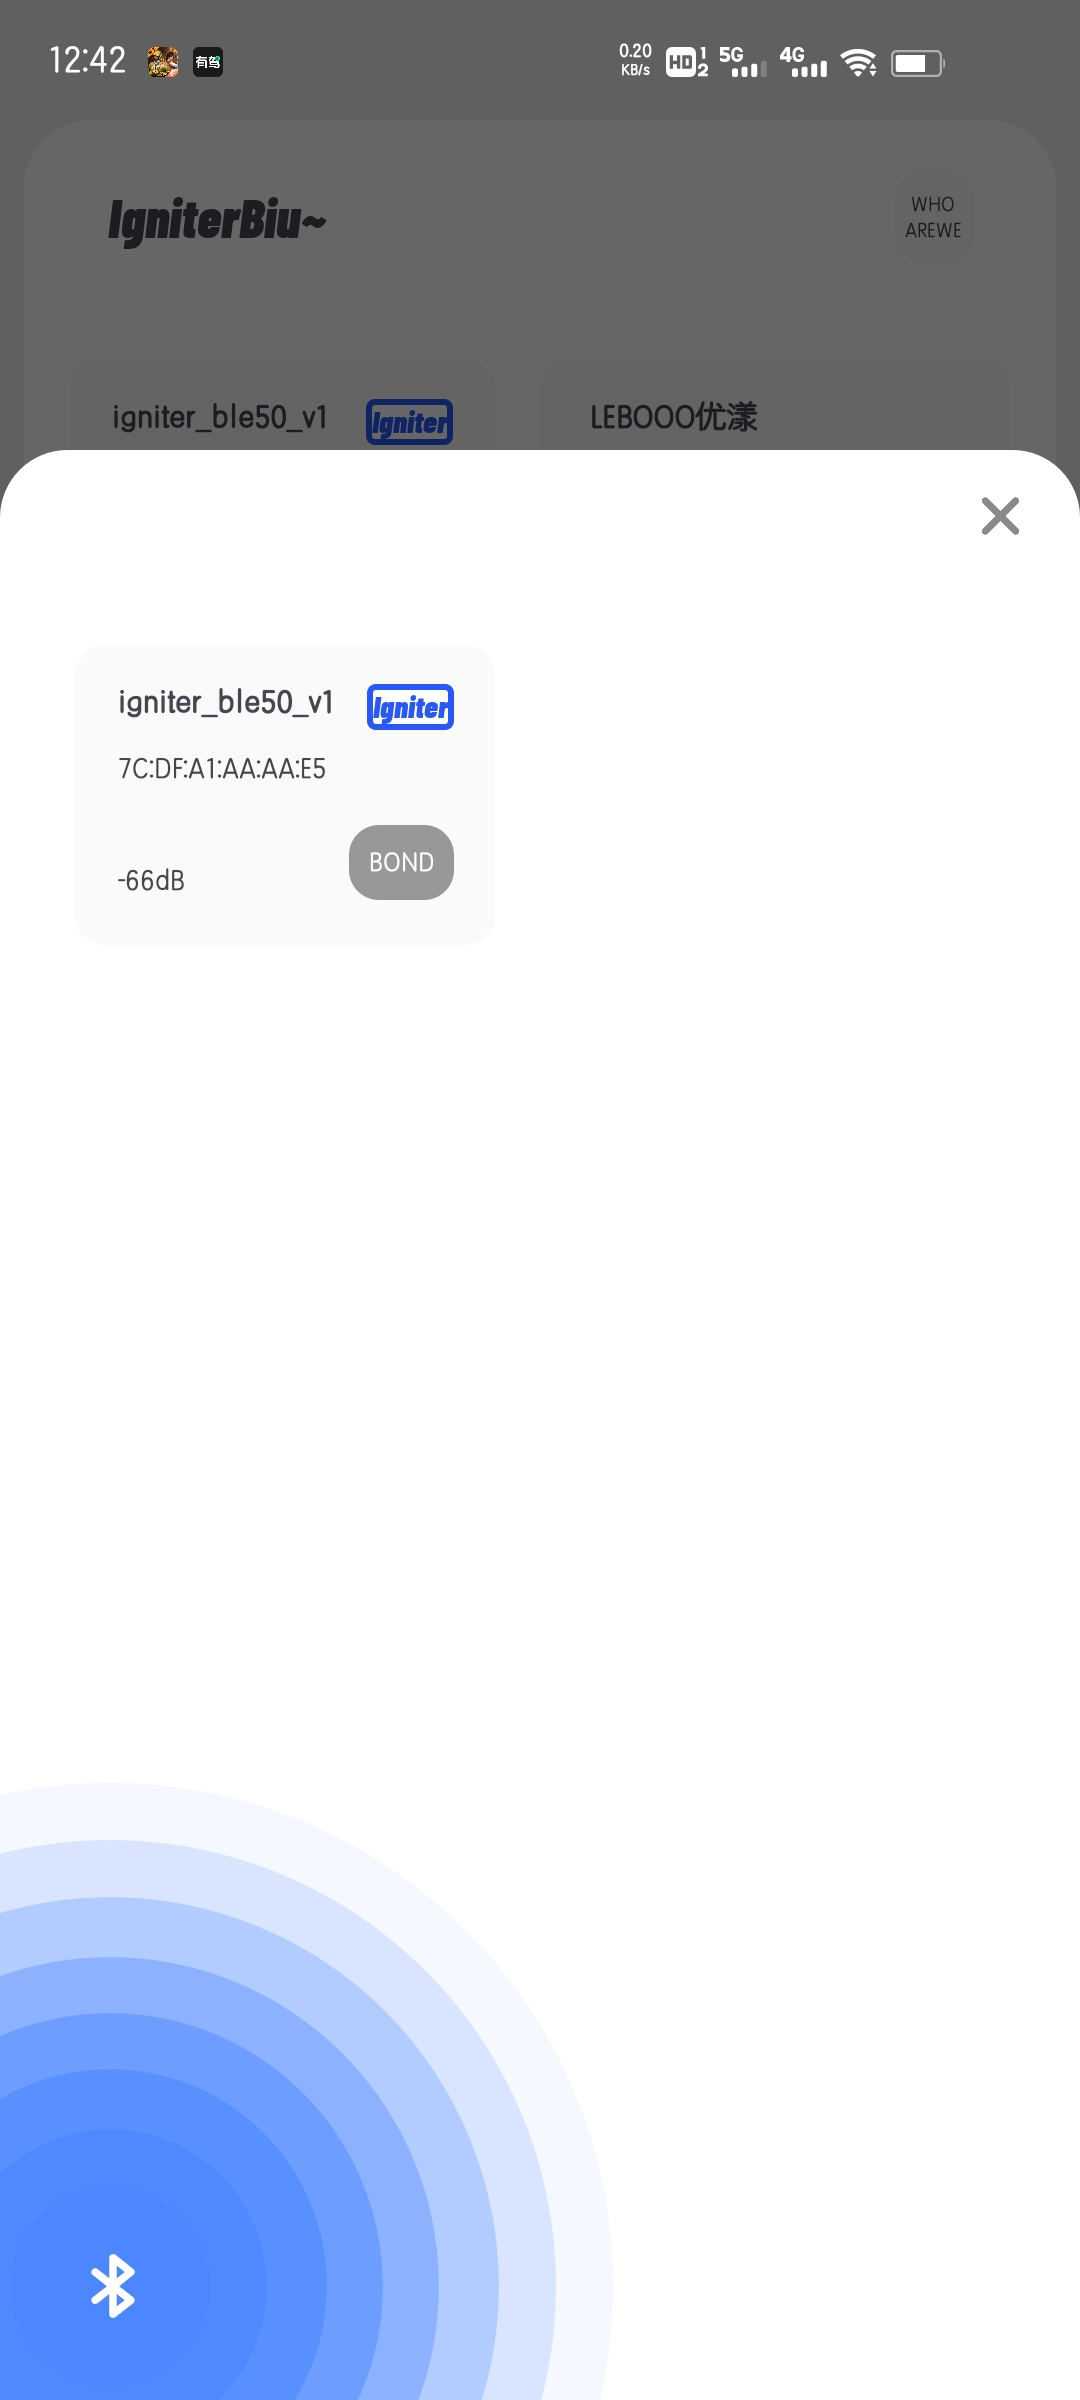 12:42
有驾
0.20
KB/s
HD 1 2
5G
4G
IgniterBiu~
WHO
AREWE
igniter_ble50_v1
Igniter
LEBOOO优漾
igniter_ble50_v1
Igniter
7C:DF:A1:AA:AA:E5
-66dB
BOND